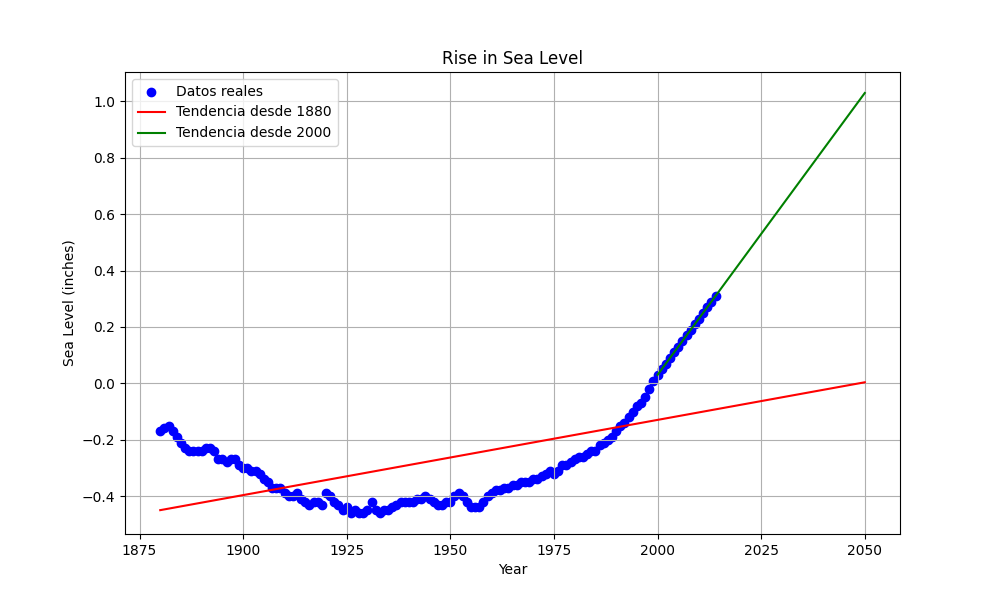 Rise in Sea Level
Datos reales
Tendencia desde 1880
Tendencia desde 2000
Sea Level (inches)
1.0
0.8
0.6
0.4
0.2
0.0
−0.2
−0.4
1875 1900 1925 1950 1975 2000 2025 2050
Year